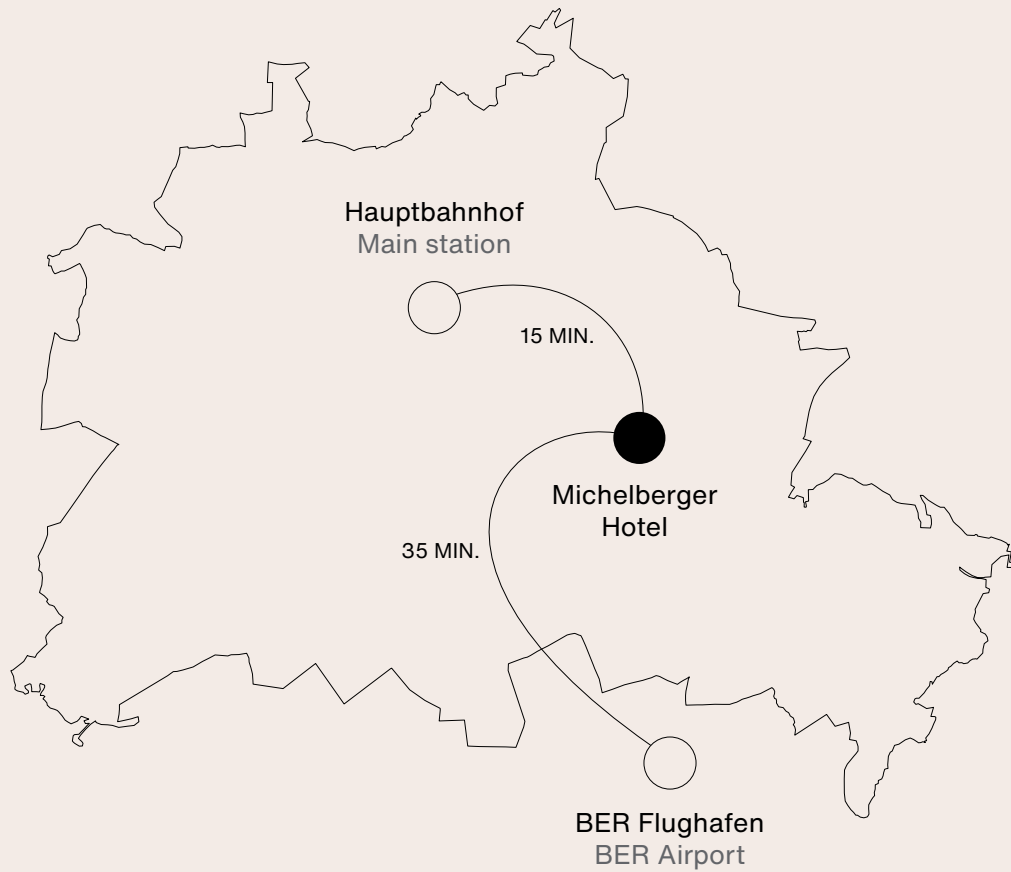 Hauptbahnhof
Main station
15 MIN.
Michelberger
Hotel
35 MIN.
BER Flughafen
BER Airport